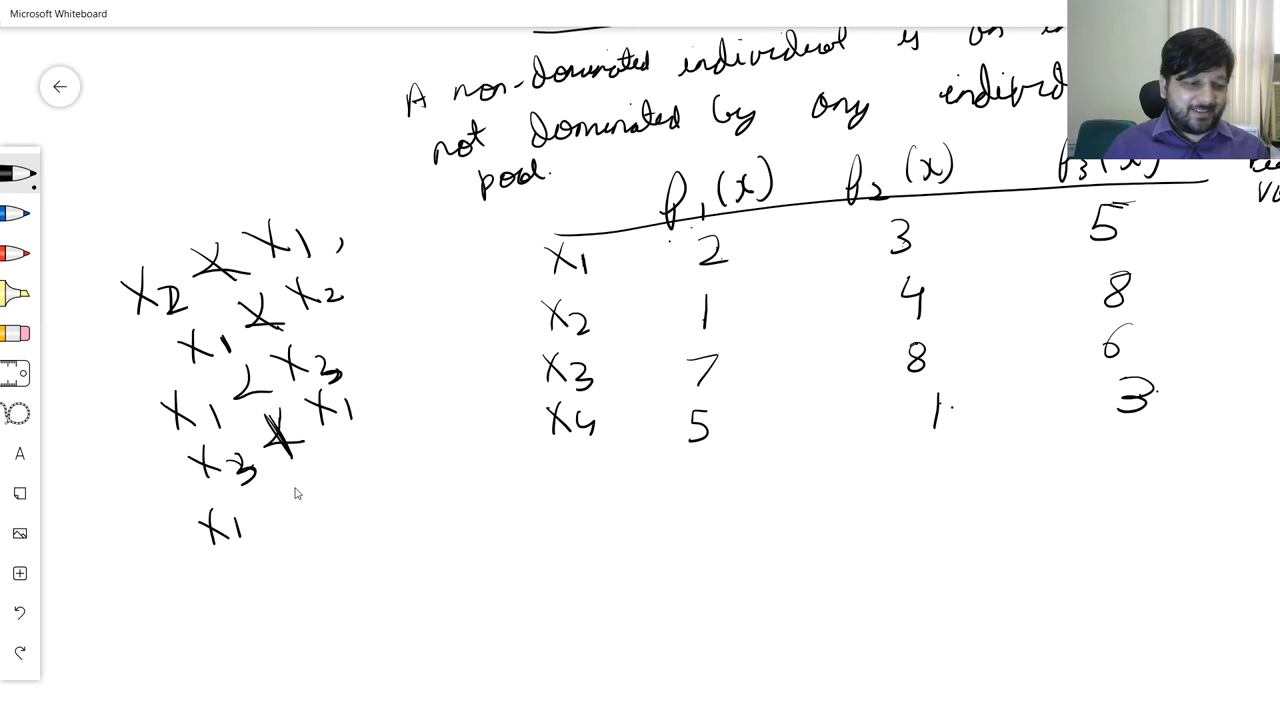 Microsoft Whiteboard
A non-dominated individual is an
not dominated by any individ
pool.
f1(x) f2(x) f3(x)
x1 2 3 5
x2 1 4 8
x3 7 8 6
x4 5 1 3
x2 ⊀ x1,
x1 ⊀ x2
x1 < x3
x3 ⊀ x1
x1
A